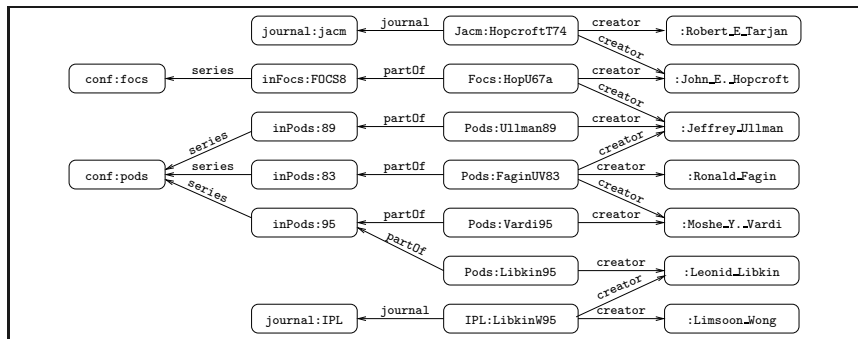 journal:jacm journal Jacm:HopcroftT74 creator :Robert_E_Tarjan
creator
conf:focs series inFocs:FOCS8 partOf Focs:HopU67a creator :John_E._Hopcroft
creator
inPods:89 partOf Pods:Ullman89 creator :Jeffrey_Ullman
series creator
conf:pods series inPods:83 partOf Pods:FaginUV83 creator :Ronald_Fagin
series creator
inPods:95 partOf Pods:Vardi95 creator :Moshe_Y._Vardi
partOf
Pods:Libkin95 creator :Leonid_Libkin
creator
journal:IPL journal IPL:LibkinW95 creator :Limsoon_Wong